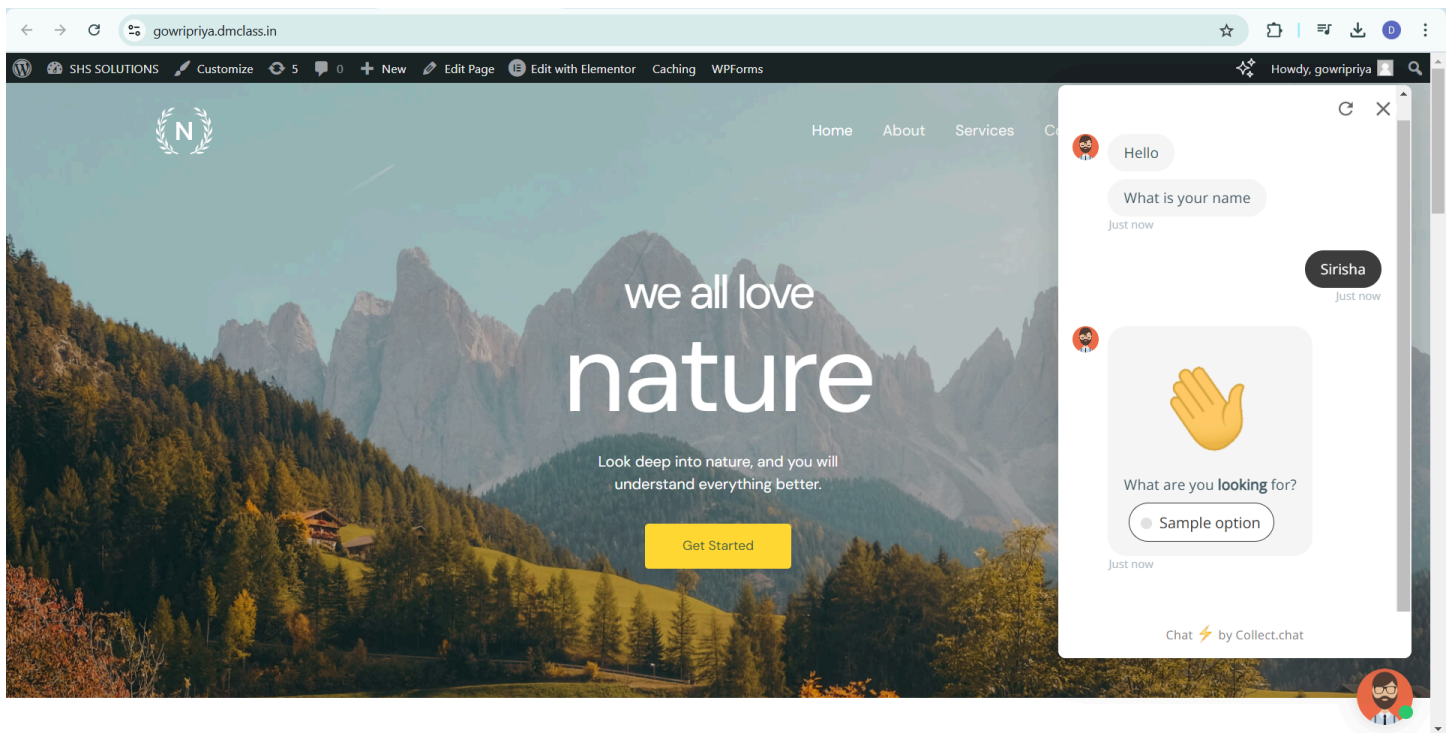 gowripriya.dmclass.in
D
SHS SOLUTIONS Customize 5 0 New Edit Page Edit with Elementor Caching WPForms Howdy, gowripriya
N
Home About Services
we all love
nature
Look deep into nature, and you will
understand everything better.
Get Started
Hello
What is your name
Just now
Sirisha
Just now
What are you looking for?
Sample option
Just now
Chat ⚡ by Collect.chat